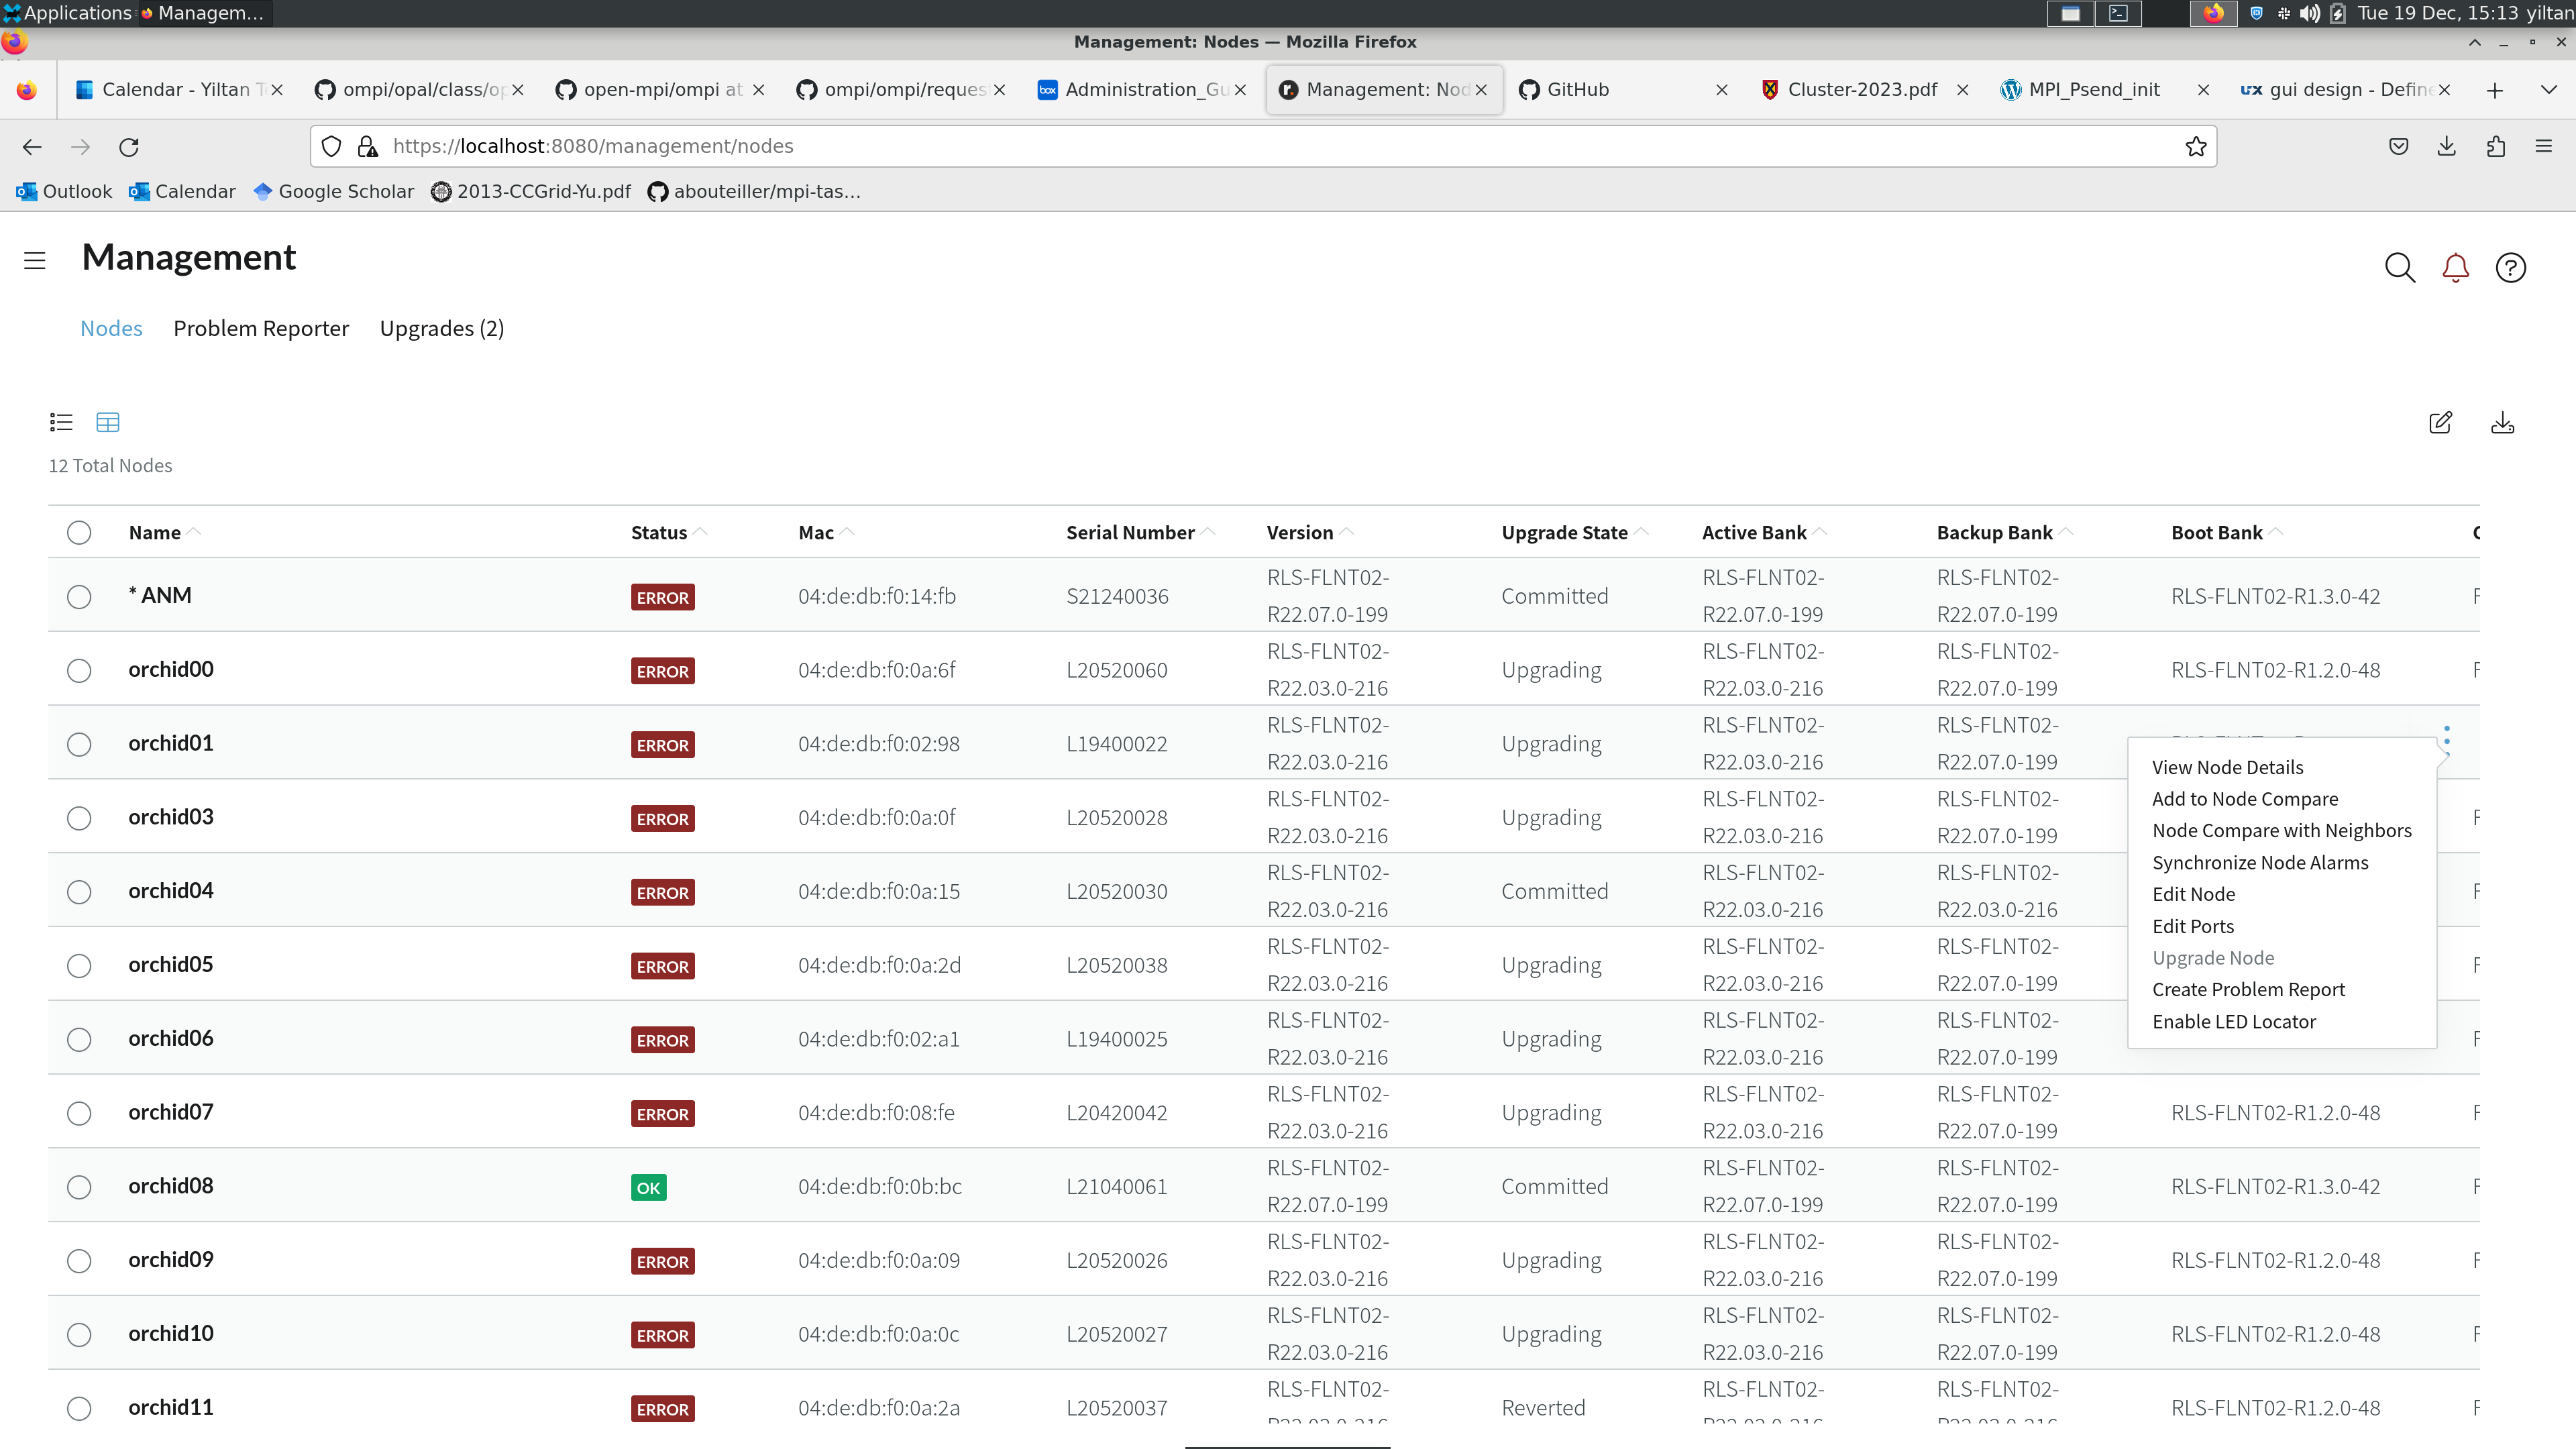 Applications Managem... Tue 19 Dec, 15:13 yiltan
Management: Nodes — Mozilla Firefox
Calendar - Yiltan T ompi/opal/class/op open-mpi/ompi at ompi/ompi/reques Administration_Gu Management: Nod GitHub Cluster-2023.pdf MPI_Psend_init gui design - Define
https://localhost:8080/management/nodes
Outlook Calendar Google Scholar 2013-CCGrid-Yu.pdf abouteiller/mpi-tas...
Management
Nodes Problem Reporter Upgrades (2)
12 Total Nodes
Name Status Mac Serial Number Version Upgrade State Active Bank Backup Bank Boot Bank
* ANM ERROR 04:de:db:f0:14:fb S21240036 RLS-FLNT02-R22.07.0-199 Committed RLS-FLNT02-R22.07.0-199 RLS-FLNT02-R22.07.0-199 RLS-FLNT02-R1.3.0-42
orchid00 ERROR 04:de:db:f0:0a:6f L20520060 RLS-FLNT02-R22.03.0-216 Upgrading RLS-FLNT02-R22.03.0-216 RLS-FLNT02-R22.07.0-199 RLS-FLNT02-R1.2.0-48
orchid01 ERROR 04:de:db:f0:02:98 L19400022 RLS-FLNT02-R22.03.0-216 Upgrading RLS-FLNT02-R22.03.0-216 RLS-FLNT02-R22.07.0-199
orchid03 ERROR 04:de:db:f0:0a:0f L20520028 RLS-FLNT02-R22.03.0-216 Upgrading RLS-FLNT02-R22.03.0-216 RLS-FLNT02-R22.07.0-199
orchid04 ERROR 04:de:db:f0:0a:15 L20520030 RLS-FLNT02-R22.03.0-216 Committed RLS-FLNT02-R22.03.0-216 RLS-FLNT02-R22.03.0-216
orchid05 ERROR 04:de:db:f0:0a:2d L20520038 RLS-FLNT02-R22.03.0-216 Upgrading RLS-FLNT02-R22.03.0-216 RLS-FLNT02-R22.07.0-199
orchid06 ERROR 04:de:db:f0:02:a1 L19400025 RLS-FLNT02-R22.03.0-216 Upgrading RLS-FLNT02-R22.03.0-216 RLS-FLNT02-R22.07.0-199
orchid07 ERROR 04:de:db:f0:08:fe L20420042 RLS-FLNT02-R22.03.0-216 Upgrading RLS-FLNT02-R22.03.0-216 RLS-FLNT02-R22.07.0-199 RLS-FLNT02-R1.2.0-48
orchid08 OK 04:de:db:f0:0b:bc L21040061 RLS-FLNT02-R22.07.0-199 Committed RLS-FLNT02-R22.07.0-199 RLS-FLNT02-R22.07.0-199 RLS-FLNT02-R1.3.0-42
orchid09 ERROR 04:de:db:f0:0a:09 L20520026 RLS-FLNT02-R22.03.0-216 Upgrading RLS-FLNT02-R22.03.0-216 RLS-FLNT02-R22.07.0-199 RLS-FLNT02-R1.2.0-48
orchid10 ERROR 04:de:db:f0:0a:0c L20520027 RLS-FLNT02-R22.03.0-216 Upgrading RLS-FLNT02-R22.03.0-216 RLS-FLNT02-R22.07.0-199 RLS-FLNT02-R1.2.0-48
orchid11 ERROR 04:de:db:f0:0a:2a L20520037 RLS-FLNT02- Reverted RLS-FLNT02- RLS-FLNT02- RLS-FLNT02-R1.2.0-48
View Node Details
Add to Node Compare
Node Compare with Neighbors
Synchronize Node Alarms
Edit Node
Edit Ports
Upgrade Node
Create Problem Report
Enable LED Locator